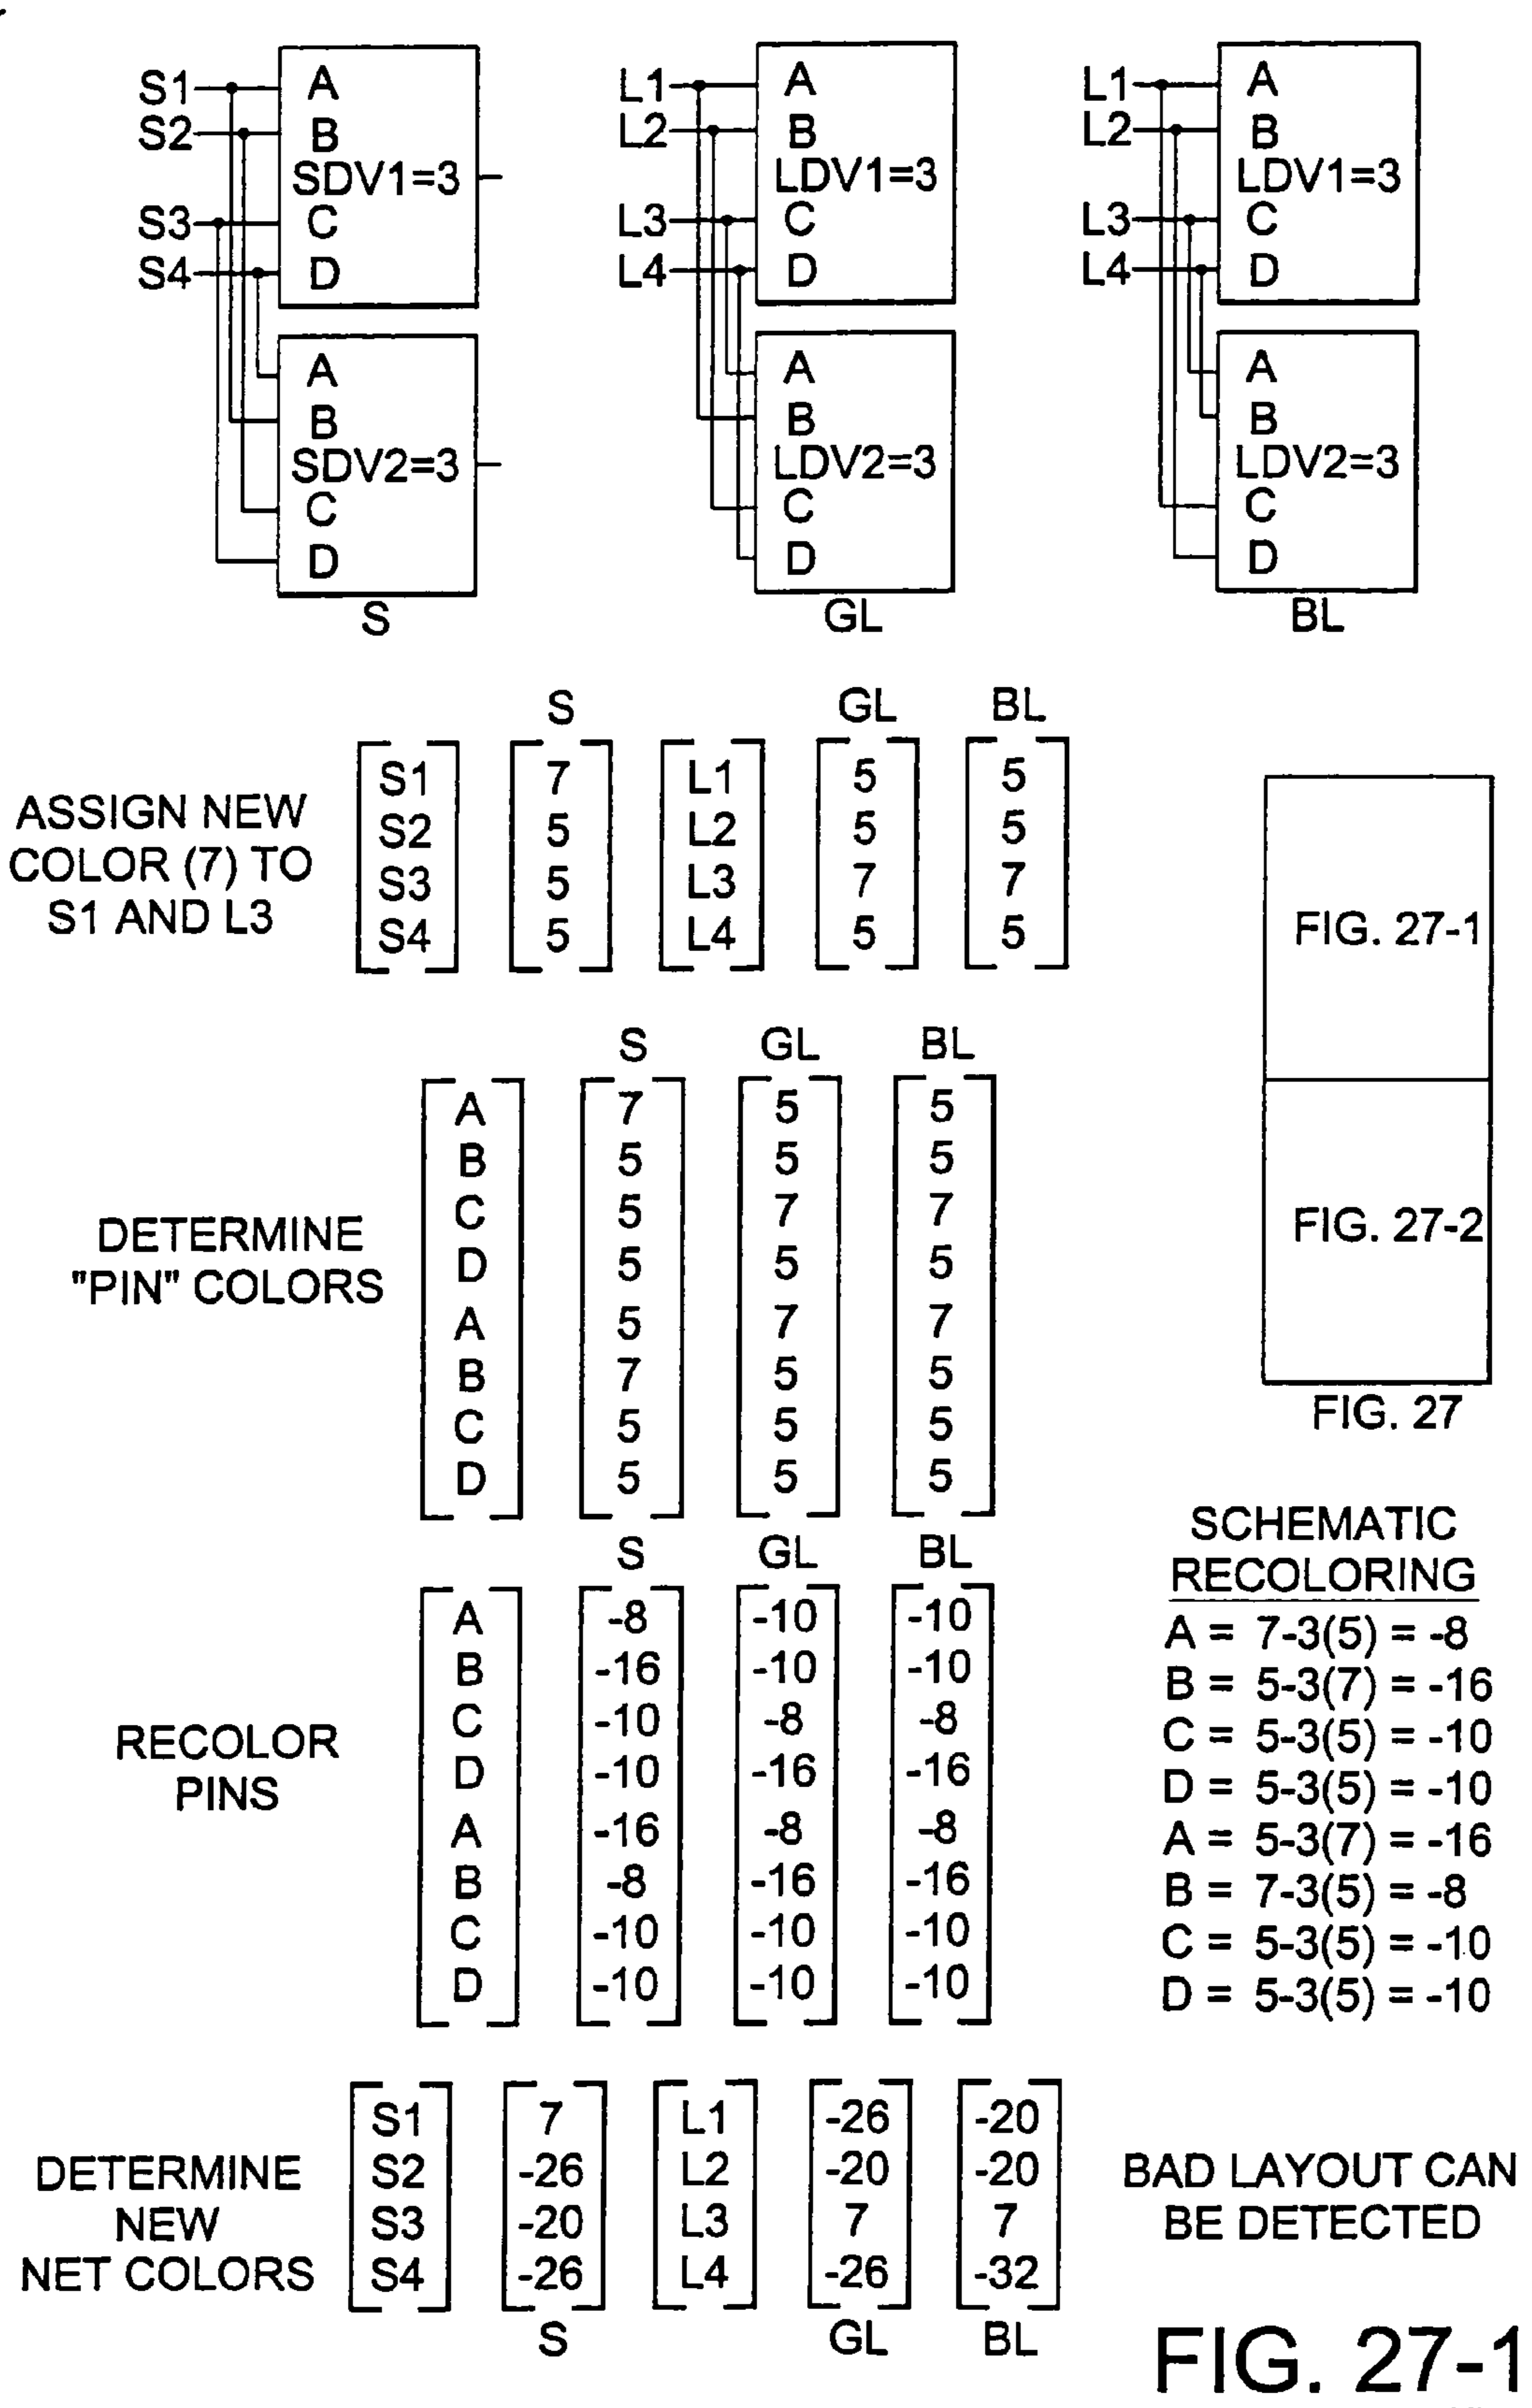 S1 A
S2 B
SDV1=3
S3 C
S4 D
A
B
SDV2=3
C
D
S
L1 A
L2 B
LDV1=3
L3 C
L4 D
A
B
LDV2=3
C
D
GL
L1 A
L2 B
LDV1=3
L3 C
L4 D
A
B
LDV2=3
C
D
BL
S GL BL
ASSIGN NEW
COLOR (7) TO
S1 AND L3
S1 7 L1 5 5
S2 5 L2 5 5
S3 5 L3 7 7
S4 5 L4 5 5
FIG. 27-1
FIG. 27-2
FIG. 27
S GL BL
DETERMINE
"PIN" COLORS
A 7 5 5
B 5 5 5
C 5 7 7
D 5 5 5
A 5 7 7
B 7 5 5
C 5 5 5
D 5 5 5
S GL BL
RECOLOR
PINS
A -8 -10 -10
B -16 -10 -10
C -10 -8 -8
D -10 -16 -16
A -16 -8 -8
B -8 -16 -16
C -10 -10 -10
D -10 -10 -10
SCHEMATIC
RECOLORING
A = 7-3(5) = -8
B = 5-3(7) = -16
C = 5-3(5) = -10
D = 5-3(5) = -10
A = 5-3(7) = -16
B = 7-3(5) = -8
C = 5-3(5) = -10
D = 5-3(5) = -10
DETERMINE
NEW
NET COLORS
S1 7 L1 -26 -20
S2 -26 L2 -20 -20
S3 -20 L3 7 7
S4 -26 L4 -26 -32
S GL BL
BAD LAYOUT CAN
BE DETECTED
FIG. 27-1